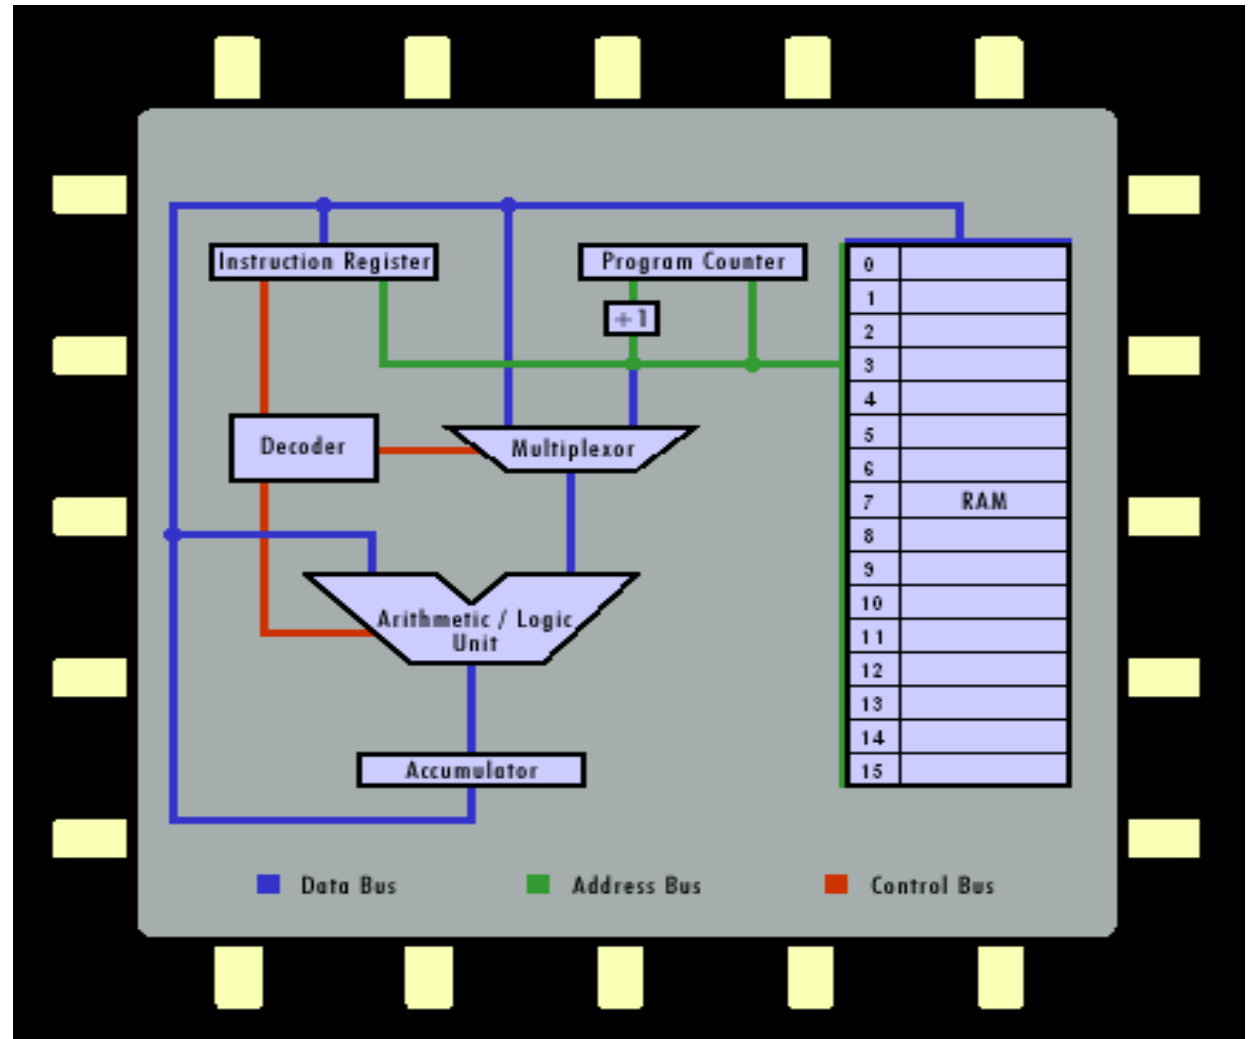 Instruction Register
Program Counter
+1
Decoder
Multiplexor
Arithmetic / Logic
Unit
Accumulator
0
1
2
3
4
5
6
7 RAM
8
9
10
11
12
13
14
15
Data Bus
Address Bus
Control Bus